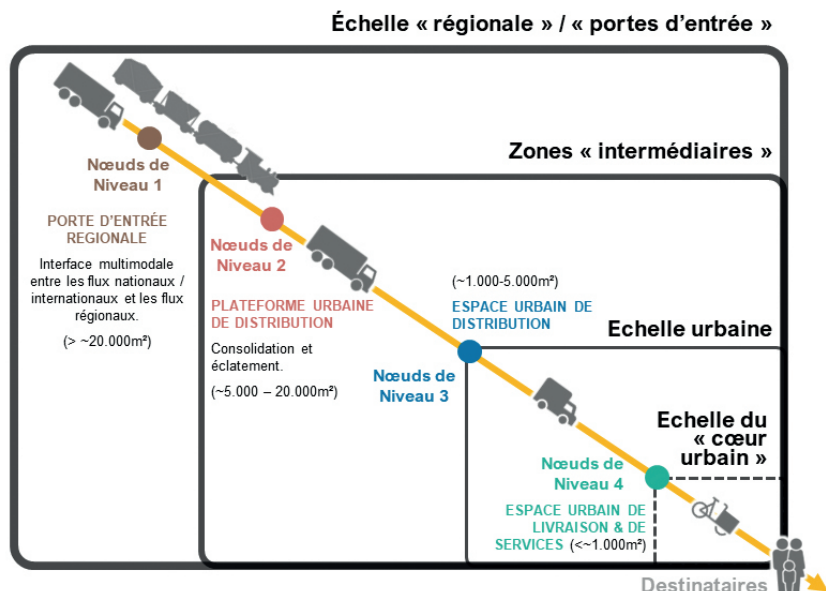 Échelle « régionale » / « portes d'entrée »
Zones « intermédiaires »
Nœuds de
Niveau 1
PORTE D'ENTRÉE
REGIONALE
Interface multimodale
entre les flux nationaux /
internationaux et les flux
régionaux.
(> ~20.000m²)
Nœuds de
Niveau 2
PLATEFORME URBAINE
DE DISTRIBUTION
Consolidation et
éclatement.
(~5.000 – 20.000m²)
(~1.000-5.000m²)
ESPACE URBAIN DE
DISTRIBUTION
Echelle urbaine
Nœuds de
Niveau 3
Echelle du
« cœur
urbain »
Nœuds de
Niveau 4
ESPACE URBAIN DE
LIVRAISON & DE
SERVICES (<~1.000m²)
Destinataires